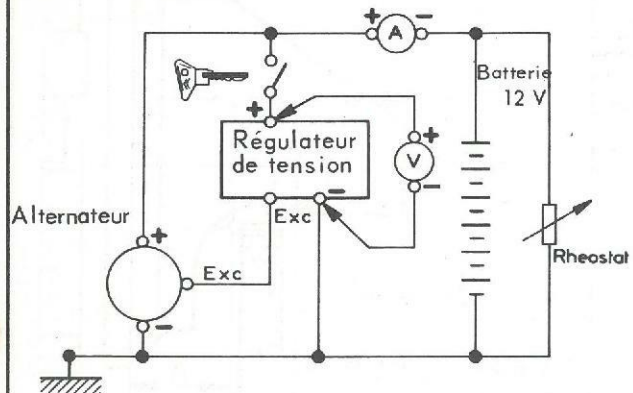 + A -
Batterie
12 V
+
Régulateur
de tension
+
V
-
Exc
-
Alternateur
+
Exc
-
Rheostat